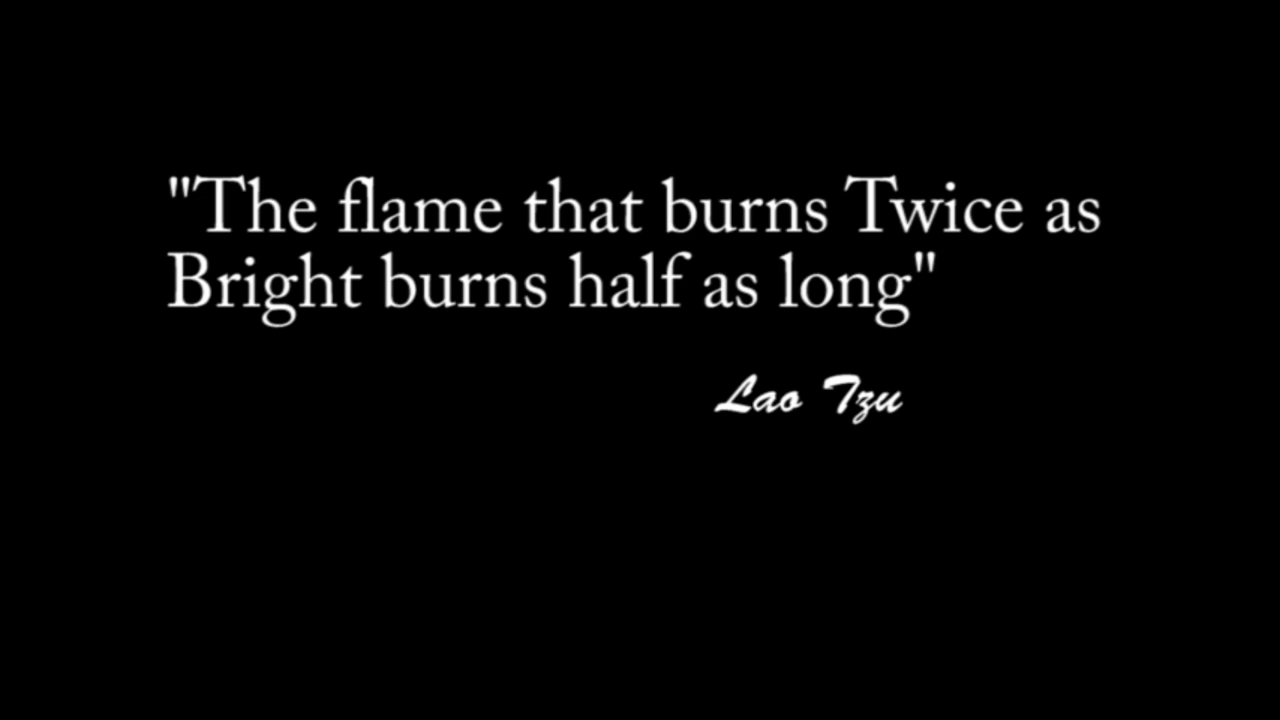 "The flame that burns Twice as
Bright burns half as long"
Lao Tzu